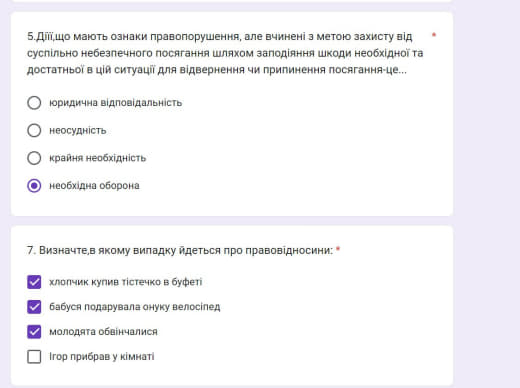 5.Дїї,що мають ознаки правопорушення, але вчинені з метою захисту від *
суспільно небезпечного посягання шляхом заподіяння шкоди необхідної та
достатньої в цій ситуації для відвернення чи припинення посягання-це...
юридична відповідальність
неосудність
крайня необхідність
необхідна оборона
7. Визначте,в якому випадку йдеться про правовідносини: *
хлопчик купив тістечко в буфеті
бабуся подарувала онуку велосіпед
молодята обвінчалися
Ігор прибрав у кімнаті